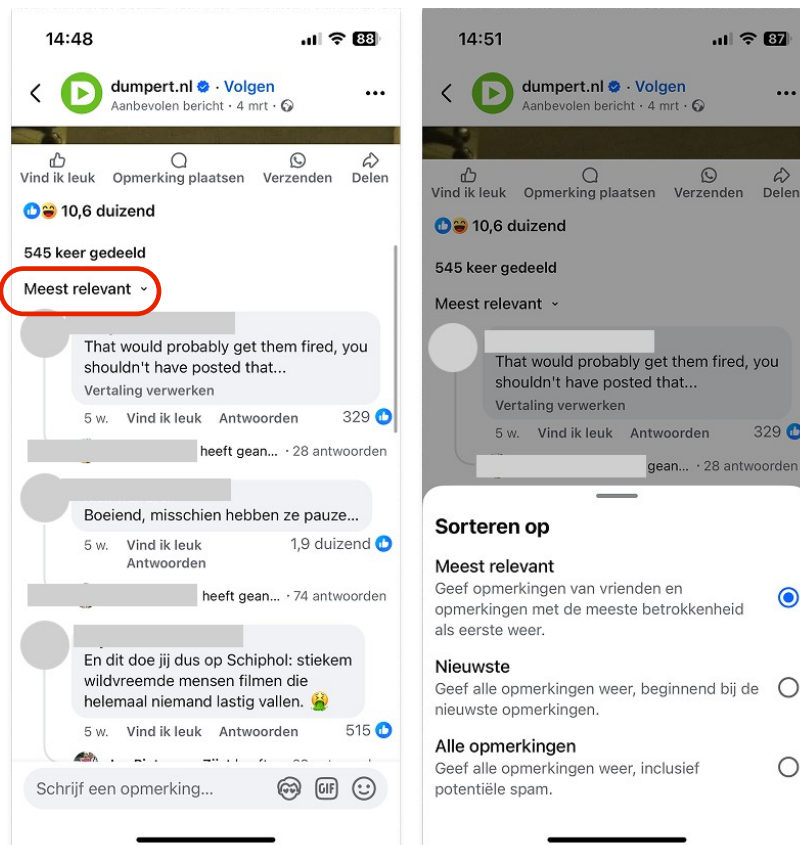 14:48
88
dumpert.nl · Volgen
Aanbevolen bericht · 4 mrt ·
Vind ik leuk Opmerking plaatsen Verzenden Delen
10,6 duizend
545 keer gedeeld
Meest relevant
That would probably get them fired, you
shouldn't have posted that...
Vertaling verwerken
5 w. Vind ik leuk Antwoorden 329
heeft gean... · 28 antwoorden
Boeiend, misschien hebben ze pauze...
5 w. Vind ik leuk 1,9 duizend
Antwoorden
heeft gean... · 74 antwoorden
En dit doe jij dus op Schiphol: stiekem
wildvreemde mensen filmen die
helemaal niemand lastig vallen. 🤮
5 w. Vind ik leuk Antwoorden 515
Schrijf een opmerking...
GIF
14:51
87
dumpert.nl · Volgen
Aanbevolen bericht · 4 mrt ·
Vind ik leuk Opmerking plaatsen Verzenden Delen
10,6 duizend
545 keer gedeeld
Meest relevant
That would probably get them fired, you
shouldn't have posted that...
Vertaling verwerken
5 w. Vind ik leuk Antwoorden 329
gean... · 28 antwoorden
Sorteren op
Meest relevant
Geef opmerkingen van vrienden en
opmerkingen met de meeste betrokkenheid
als eerste weer.
Nieuwste
Geef alle opmerkingen weer, beginnend bij de
nieuwste opmerkingen.
Alle opmerkingen
Geef alle opmerkingen weer, inclusief
potentiële spam.